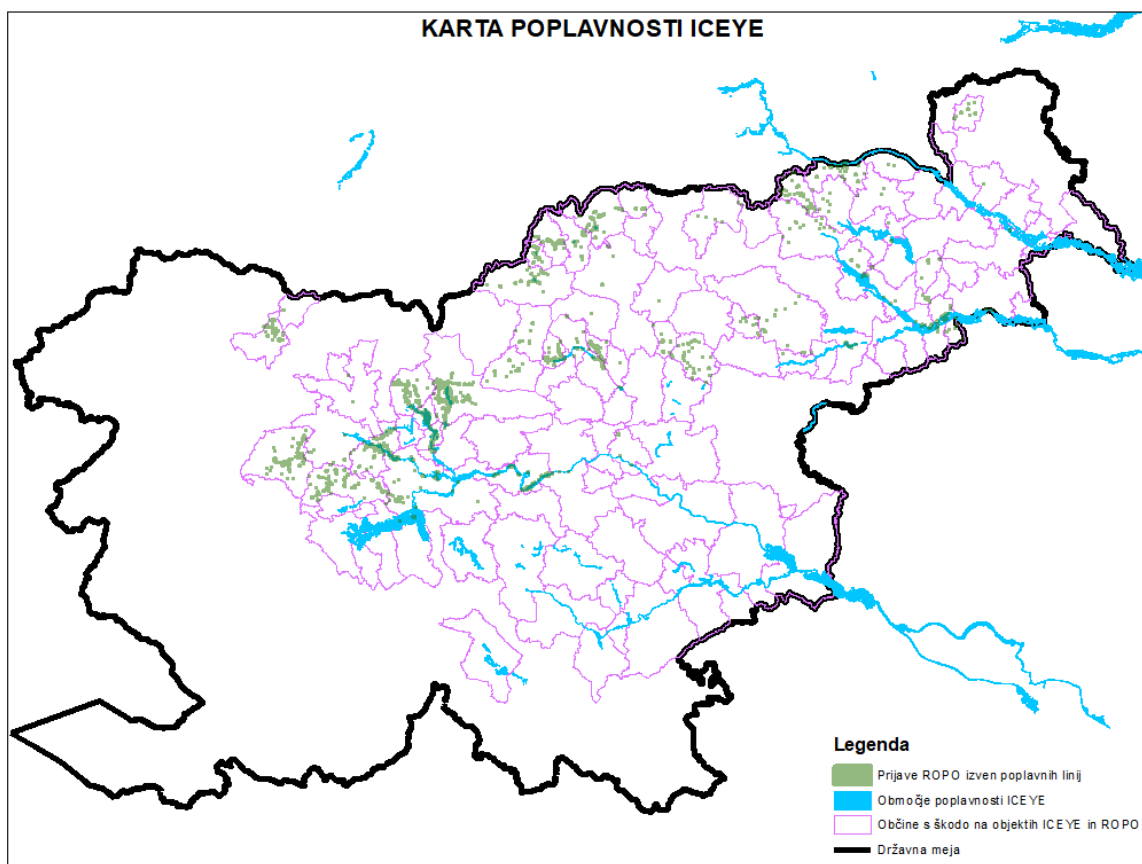 KARTA POPLAVNOSTI ICEYE
Legenda
Prijave ROPO izven poplavnih linij
Območje poplavnosti ICEYE
Občine s škodo na objektih ICEYE in ROPO
Državna meja